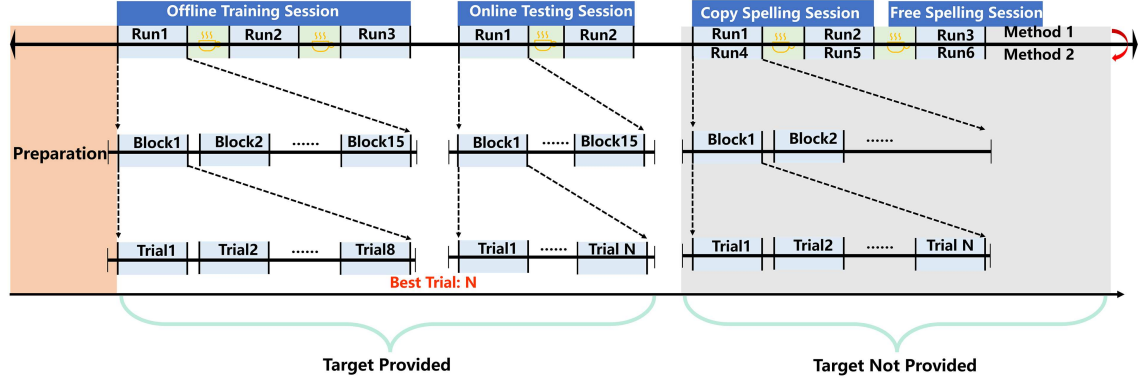 Offline Training Session
Online Testing Session
Copy Spelling Session
Free Spelling Session
Run1 Run2 Run3
Run1 Run2
Run1 Run2 Run3 Method 1
Run4 Run5 Run6 Method 2
Preparation
Block1 Block2 ...... Block15
Block1 ...... Block15
Block1 Block2 ......
Trial1 Trial2 ...... Trial8
Trial1 ...... Trial N
Trial1 Trial2 ...... Trial N
Best Trial: N
Target Provided
Target Not Provided